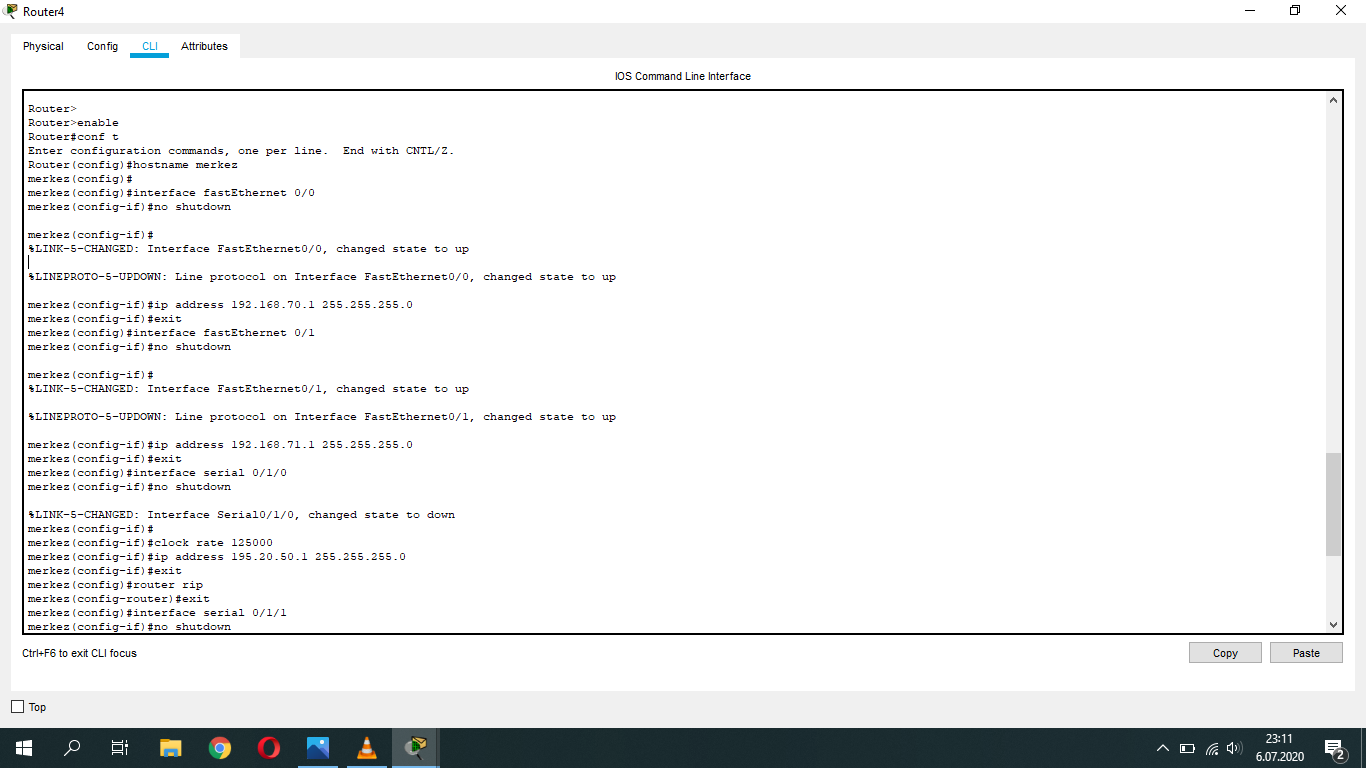 Router4
Physical Config CLI Attributes
IOS Command Line Interface
Router>
Router>enable
Router#conf t
Enter configuration commands, one per line.  End with CNTL/Z.
Router(config)#hostname merkez
merkez(config)#
merkez(config)#interface fastEthernet 0/0
merkez(config-if)#no shutdown
merkez(config-if)#
%LINK-5-CHANGED: Interface FastEthernet0/0, changed state to up
%LINEPROTO-5-UPDOWN: Line protocol on Interface FastEthernet0/0, changed state to up
merkez(config-if)#ip address 192.168.70.1 255.255.255.0
merkez(config-if)#exit
merkez(config)#interface fastEthernet 0/1
merkez(config-if)#no shutdown
merkez(config-if)#
%LINK-5-CHANGED: Interface FastEthernet0/1, changed state to up
%LINEPROTO-5-UPDOWN: Line protocol on Interface FastEthernet0/1, changed state to up
merkez(config-if)#ip address 192.168.71.1 255.255.255.0
merkez(config-if)#exit
merkez(config)#interface serial 0/1/0
merkez(config-if)#no shutdown
%LINK-5-CHANGED: Interface Serial0/1/0, changed state to down
merkez(config-if)#
merkez(config-if)#clock rate 125000
merkez(config-if)#ip address 195.20.50.1 255.255.255.0
merkez(config-if)#exit
merkez(config)#router rip
merkez(config-router)#exit
merkez(config)#interface serial 0/1/1
merkez(config-if)#no shutdown
Ctrl+F6 to exit CLI focus
Copy Paste
Top
23:11
6.07.2020
2